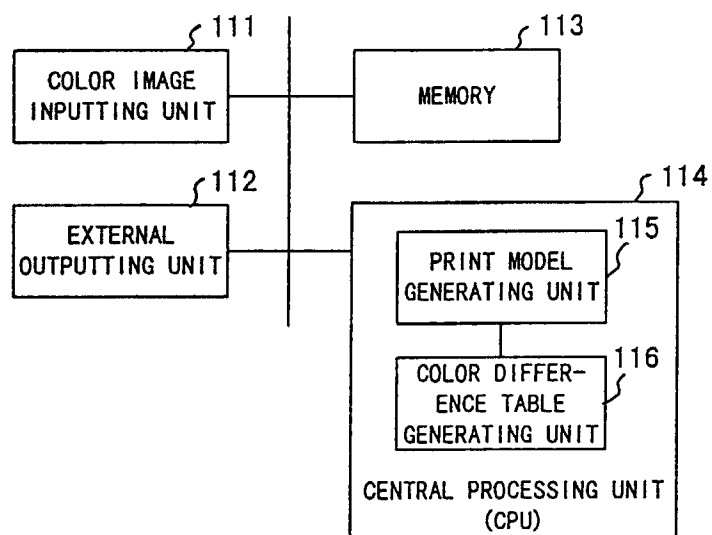 111
COLOR IMAGE
INPUTTING UNIT
113
MEMORY
112
EXTERNAL
OUTPUTTING UNIT
114
115
PRINT MODEL
GENERATING UNIT
116
COLOR DIFFER-
ENCE TABLE
GENERATING UNIT
CENTRAL PROCESSING UNIT
(CPU)